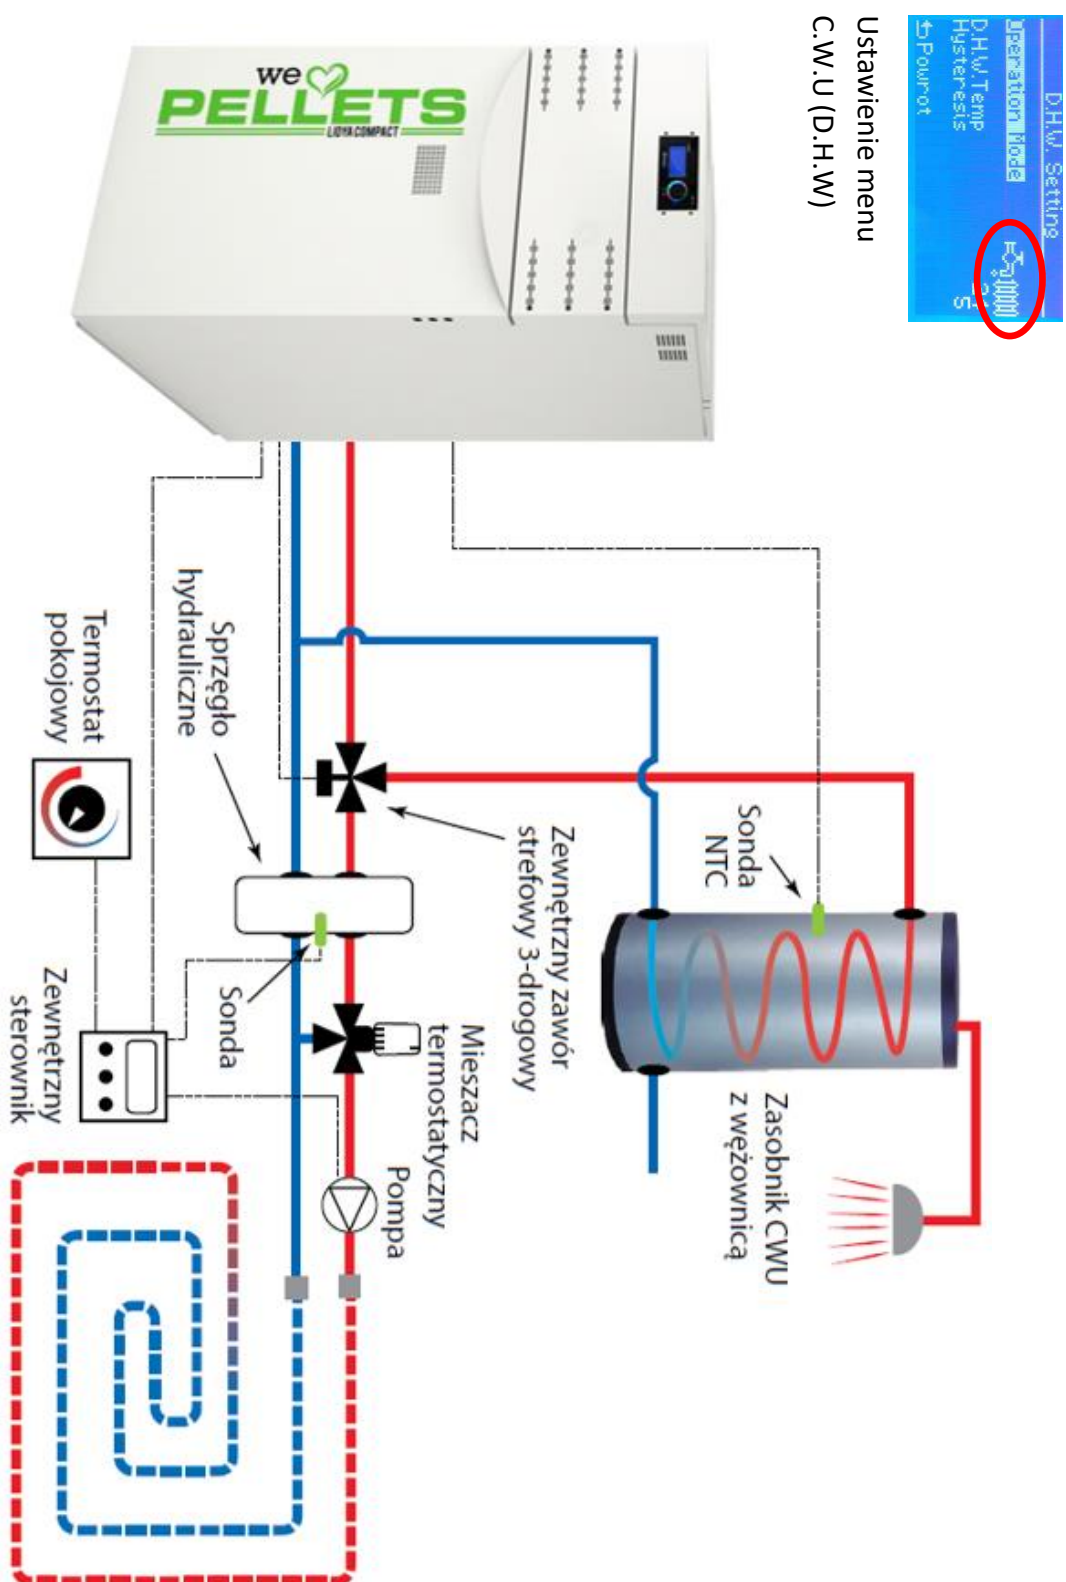 D.H.W. Setting
Operation Mode
D.H.W.Temp
Hysteresis 5
Powrot
Ustawienie menu
C.W.U (D.H.W)
we
PELLETS
LIDYA COMPACT
Sonda
NTC
Zasobnik CWU
z wężownicą
Zewnętrzny zawór
strefowy 3-drogowy
Mieszacz
termostatyczny
Pompa
Sprzęgło
hydrauliczne
Sonda
Termostat
pokojowy
Zewnętrzny
sterownik